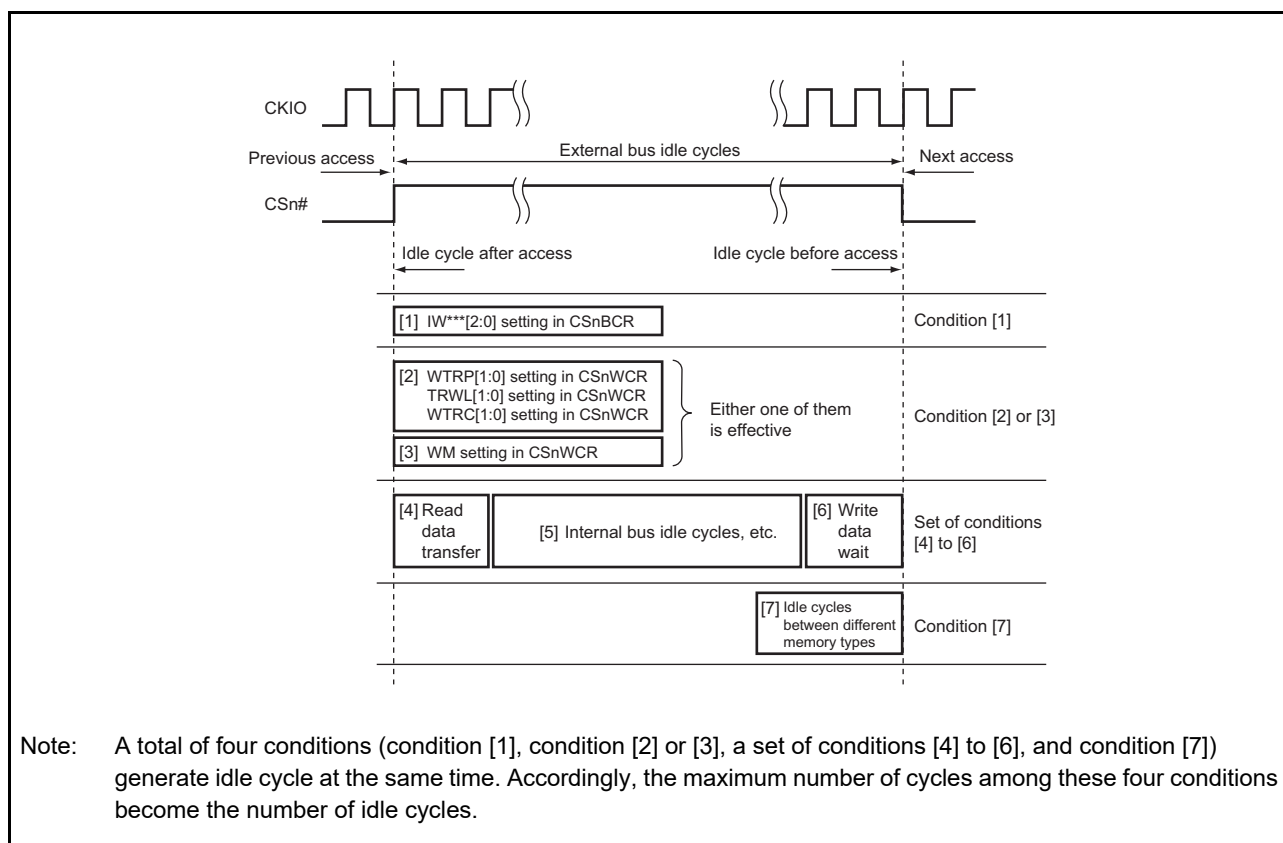 CKIO
Previous access
External bus idle cycles
Next access
CSn#
Idle cycle after access
Idle cycle before access
[1] IW***[2:0] setting in CSnBCR
Condition [1]
[2] WTRP[1:0] setting in CSnWCR
TRWL[1:0] setting in CSnWCR
WTRC[1:0] setting in CSnWCR
Either one of them
is effective
Condition [2] or [3]
[3] WM setting in CSnWCR
[4] Read
data
transfer
[5] Internal bus idle cycles, etc.
[6] Write
data
wait
Set of conditions
[4] to [6]
[7] Idle cycles
between different
memory types
Condition [7]
Note: A total of four conditions (condition [1], condition [2] or [3], a set of conditions [4] to [6], and condition [7])
generate idle cycle at the same time. Accordingly, the maximum number of cycles among these four conditions
become the number of idle cycles.